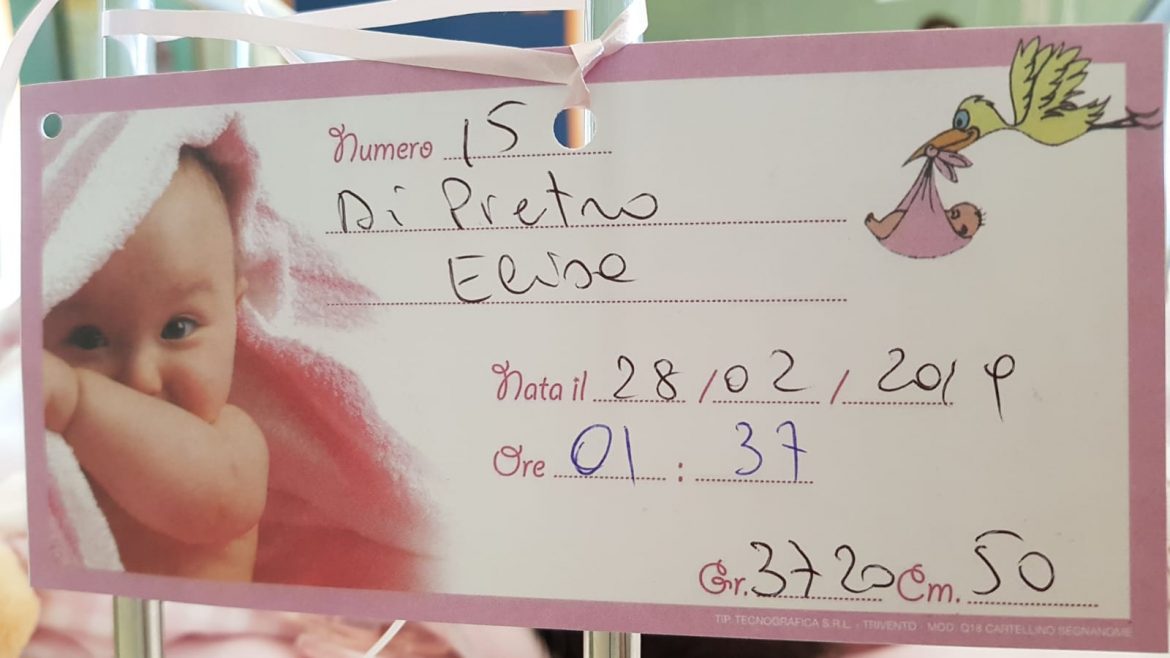 Numero 15
Di Pretno
Elisa
Nata il 28/02/2019
Ore 01:37
Gr. 3720 Cm. 50
TIP. TECNOGRAFICA S.R.L. - TRIVENTO - MOD. Q18 CARTELLINO SEGNANOME